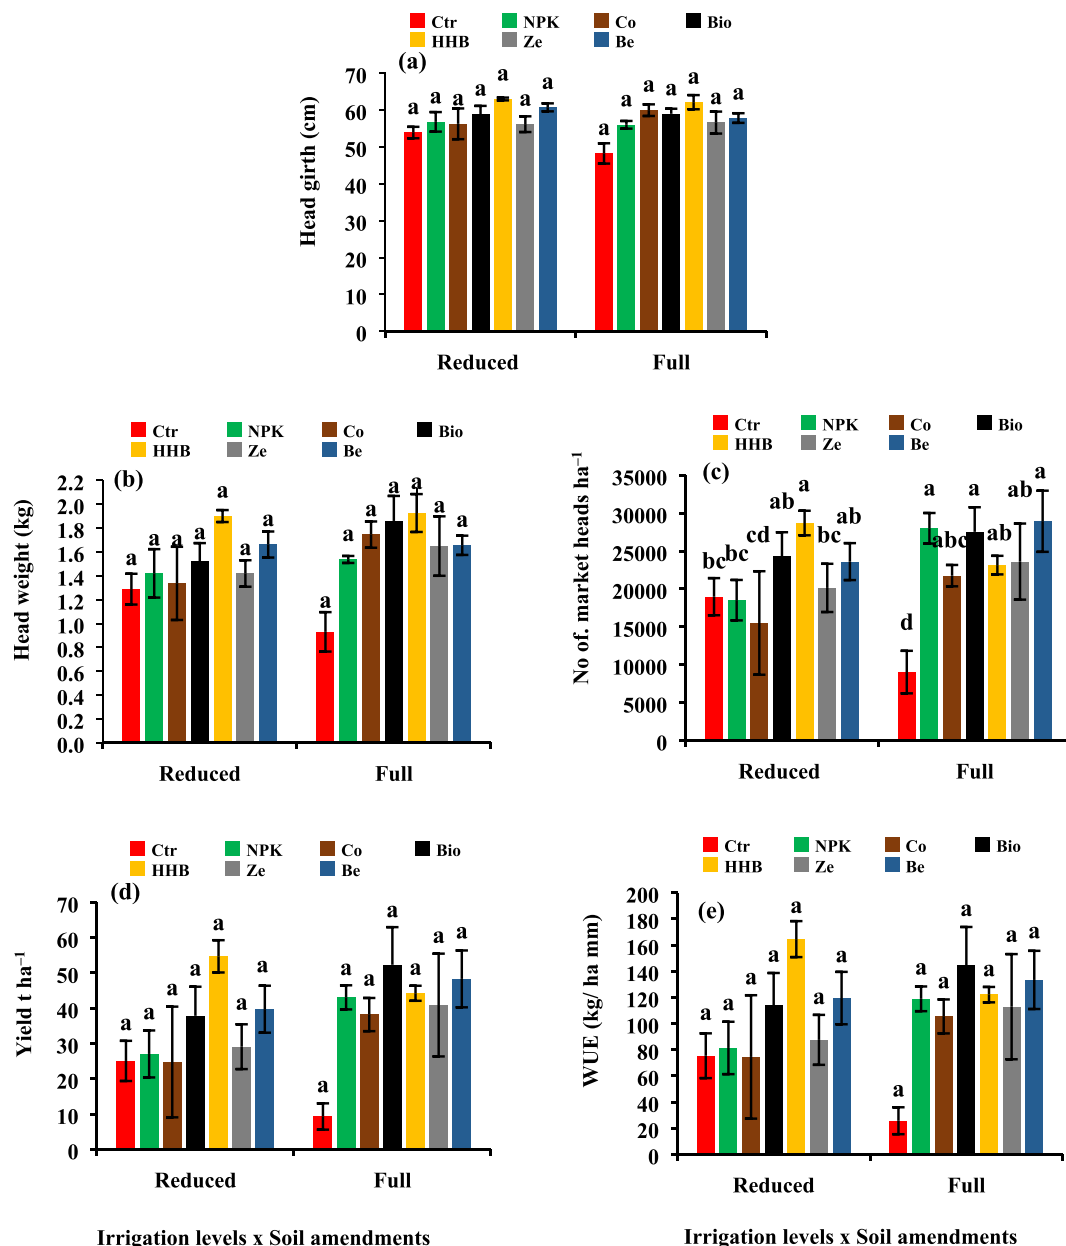 Ctr NPK Co Bio
HHB Ze Be
(a)
Head girth (cm)
70
60
50
40
30
20
10
0
a a a a a a a
a a a a a a a
Reduced Full
Ctr NPK Co Bio
HHB Ze Be
(b)
Head weight (kg)
2.2
2.0
1.8
1.6
1.4
1.2
1.0
0.8
0.6
0.4
0.2
0.0
a a a a a a a
a a a a a a a
Reduced Full
Ctr NPK Co Bio
HHB Ze Be
(c)
No of. market heads ha⁻¹
35000
30000
25000
20000
15000
10000
5000
0
bc bc cd ab a bc ab
d a abc a ab ab a
Reduced Full
Ctr NPK Co Bio
HHB Ze Be
(d)
Yield t ha⁻¹
70
60
50
40
30
20
10
0
a a a a a a a
a a a a a a a
Reduced Full
Irrigation levels x Soil amendments
Ctr NPK Co Bio
HHB Ze Be
(e)
WUE (kg/ ha mm)
200
180
160
140
120
100
80
60
40
20
0
a a a a a a a
a a a a a a a
Reduced Full
Irrigation levels x Soil amendments